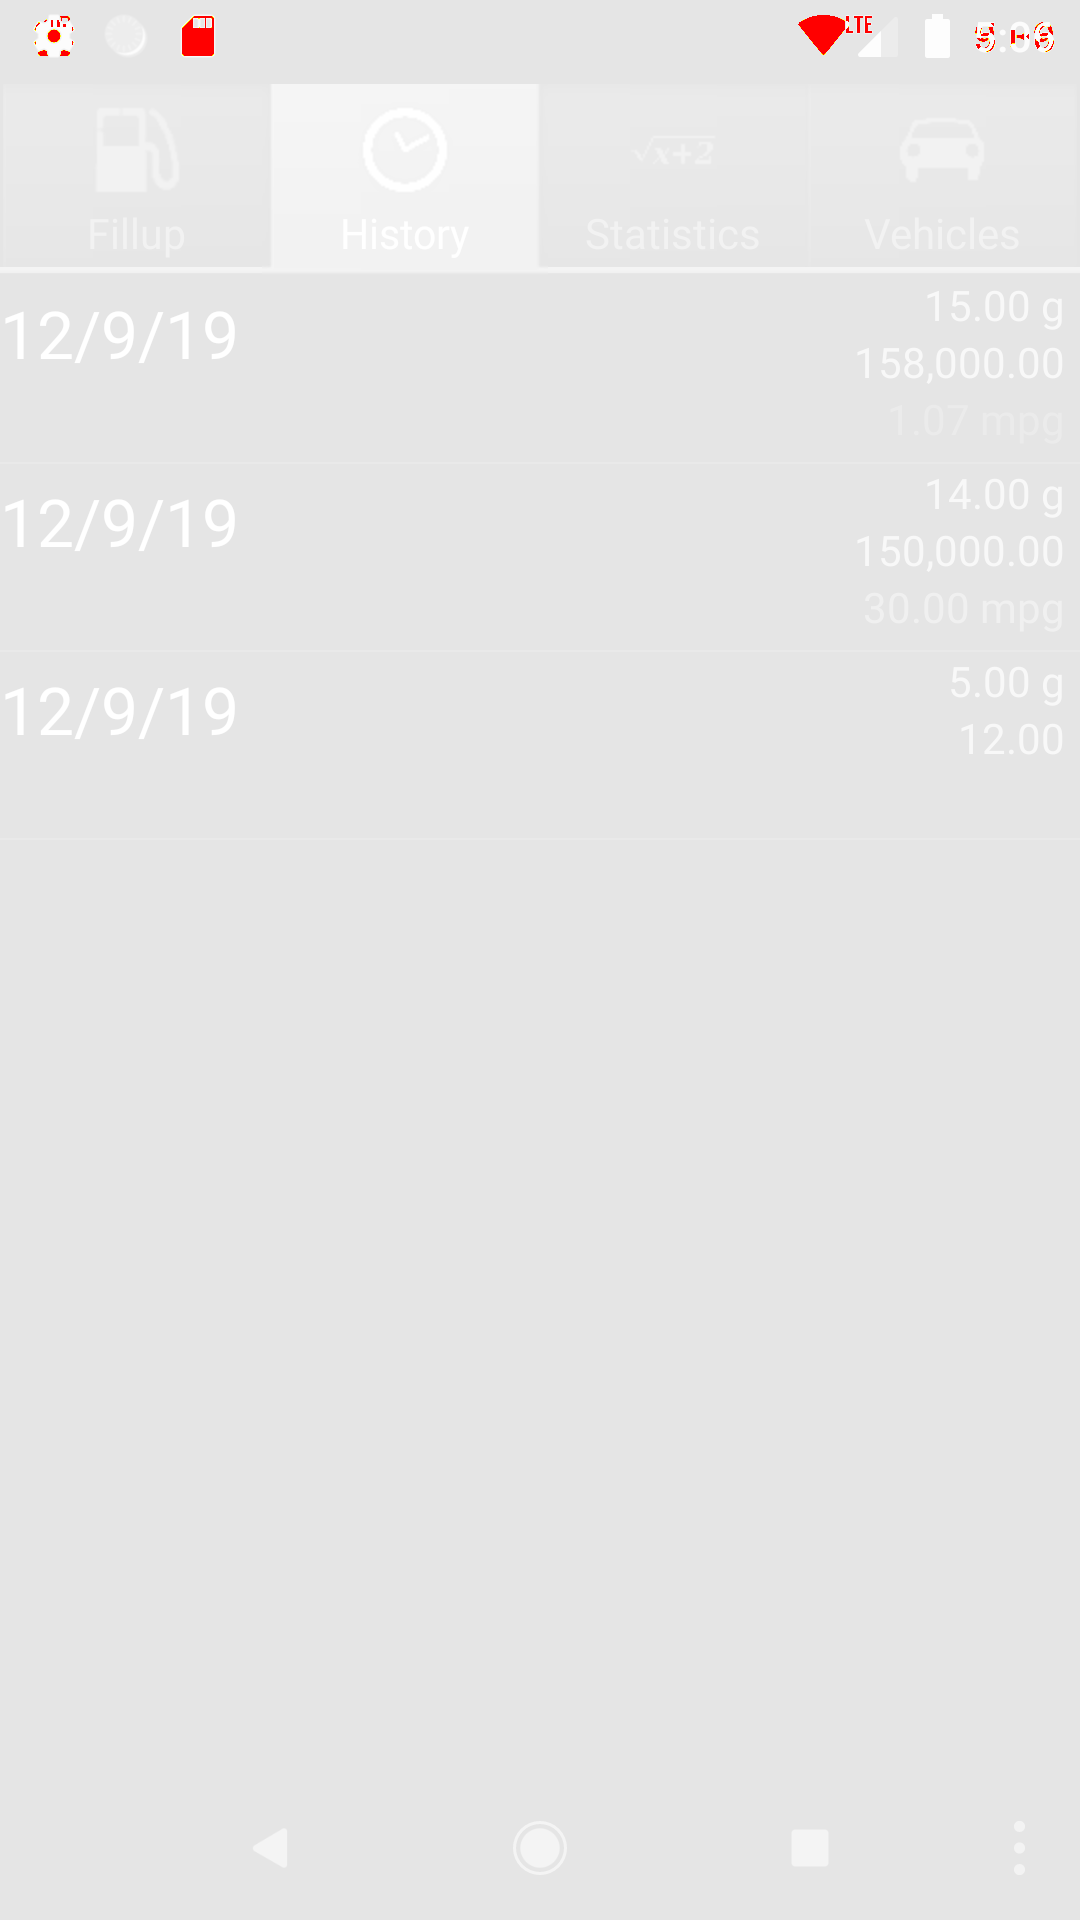 LTE
Fillup History √x+2 Statistics Vehicles
12/9/19
15.00 g
158,000.00
1.07 mpg
12/9/19
14.00 g
150,000.00
30.00 mpg
12/9/19
5.00 g
12.00